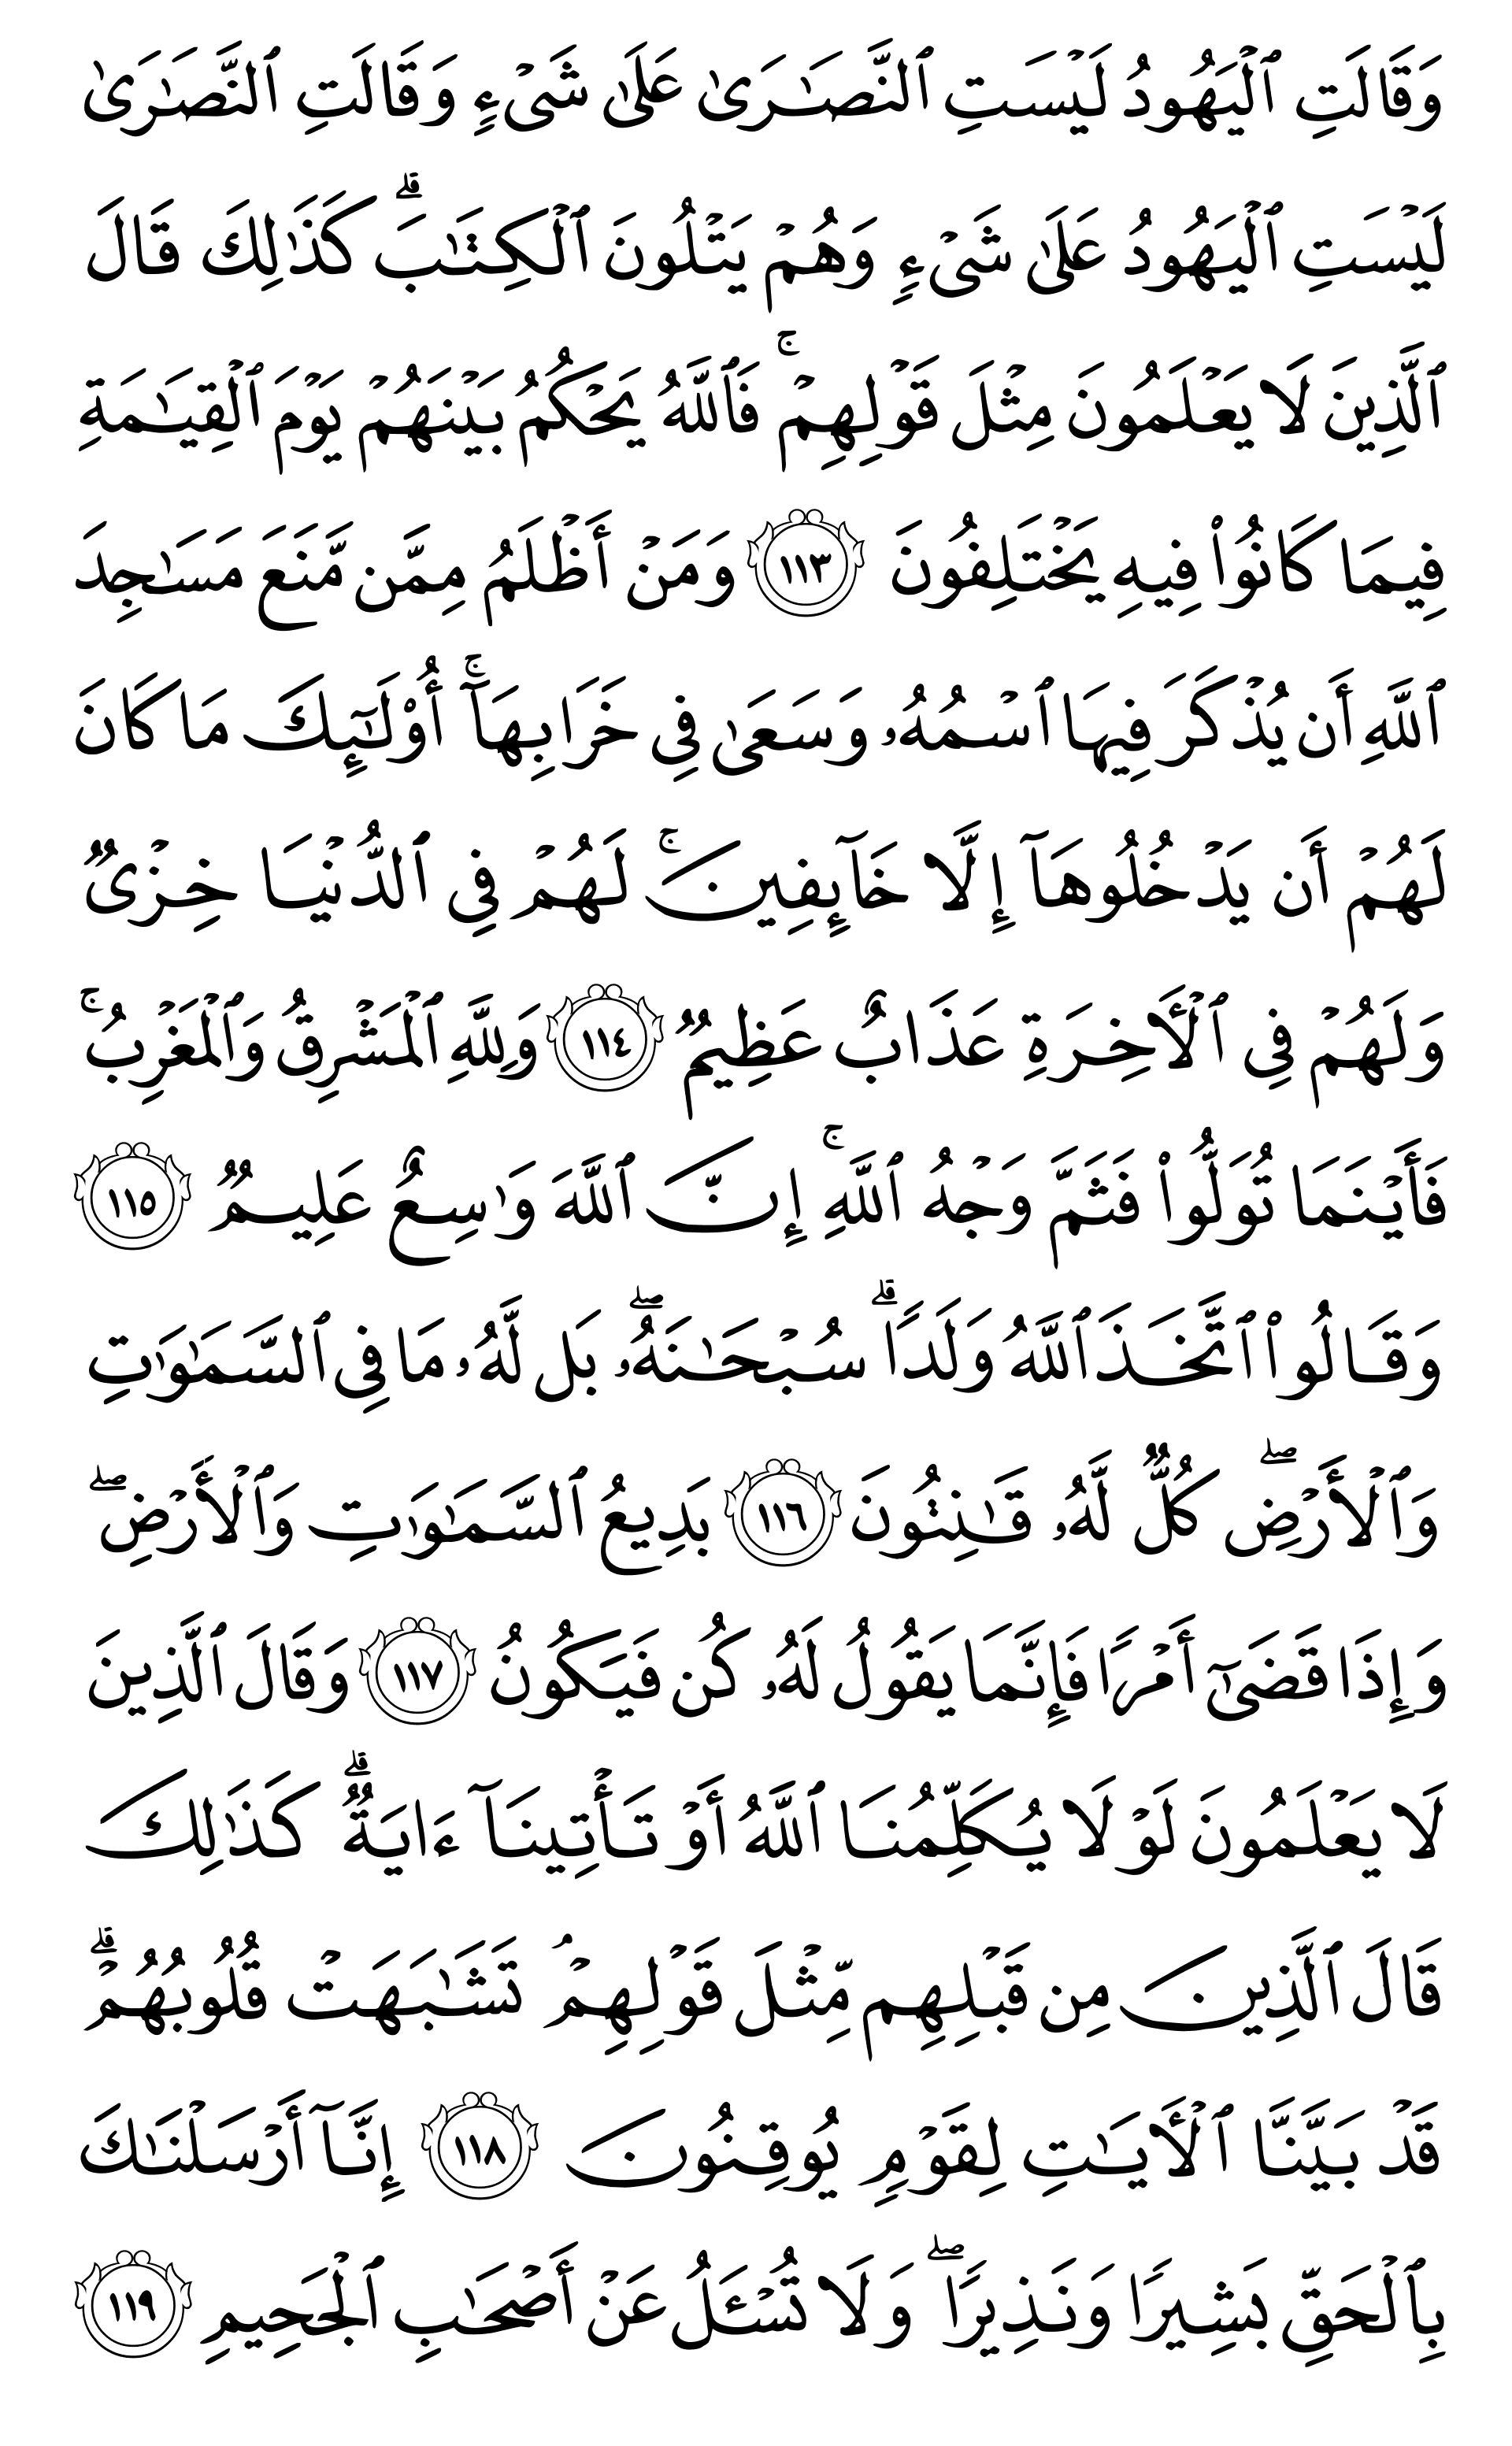 وَقَالَتِ ٱلۡيَهُودُ لَيۡسَتِ ٱلنَّصَٰرَىٰ عَلَىٰ شَيۡءٖ وَقَالَتِ ٱلنَّصَٰرَىٰ
لَيۡسَتِ ٱلۡيَهُودُ عَلَىٰ شَيۡءٖ وَهُمۡ يَتۡلُونَ ٱلۡكِتَٰبَۗ كَذَٰلِكَ قَالَ
ٱلَّذِينَ لَا يَعۡلَمُونَ مِثۡلَ قَوۡلِهِمۡۚ فَٱللَّهُ يَحۡكُمُ بَيۡنَهُمۡ يَوۡمَ ٱلۡقِيَٰمَةِ
فِيمَا كَانُواْ فِيهِ يَخۡتَلِفُونَ ١١٣ وَمَنۡ أَظۡلَمُ مِمَّن مَّنَعَ مَسَٰجِدَ
ٱللَّهِ أَن يُذۡكَرَ فِيهَا ٱسۡمُهُۥ وَسَعَىٰ فِي خَرَابِهَآۚ أُوْلَٰٓئِكَ مَا كَانَ
لَهُمۡ أَن يَدۡخُلُوهَآ إِلَّا خَآئِفِينَۚ لَهُمۡ فِي ٱلدُّنۡيَا خِزۡيٞ
وَلَهُمۡ فِي ٱلۡأٓخِرَةِ عَذَابٌ عَظِيمٞ ١١٤ وَلِلَّهِ ٱلۡمَشۡرِقُ وَٱلۡمَغۡرِبُۚ
فَأَيۡنَمَا تُوَلُّواْ فَثَمَّ وَجۡهُ ٱللَّهِۚ إِنَّ ٱللَّهَ وَٰسِعٌ عَلِيمٞ ١١٥
وَقَالُواْ ٱتَّخَذَ ٱللَّهُ وَلَدٗاۗ سُبۡحَٰنَهُۥۖ بَل لَّهُۥ مَا فِي ٱلسَّمَٰوَٰتِ
وَٱلۡأَرۡضِۖ كُلّٞ لَّهُۥ قَٰنِتُونَ ١١٦ بَدِيعُ ٱلسَّمَٰوَٰتِ وَٱلۡأَرۡضِۖ
وَإِذَا قَضَىٰٓ أَمۡرٗا فَإِنَّمَا يَقُولُ لَهُۥ كُن فَيَكُونُ ١١٧ وَقَالَ ٱلَّذِينَ
لَا يَعۡلَمُونَ لَوۡلَا يُكَلِّمُنَا ٱللَّهُ أَوۡ تَأۡتِينَآ ءَايَةٞۗ كَذَٰلِكَ
قَالَ ٱلَّذِينَ مِن قَبۡلِهِم مِّثۡلَ قَوۡلِهِمۡۘ تَشَٰبَهَتۡ قُلُوبُهُمۡۗ
قَدۡ بَيَّنَّا ٱلۡأٓيَٰتِ لِقَوۡمٖ يُوقِنُونَ ١١٨ إِنَّآ أَرۡسَلۡنَٰكَ
بِٱلۡحَقِّ بَشِيرٗا وَنَذِيرٗاۖ وَلَا تُسۡـَٔلُ عَنۡ أَصۡحَٰبِ ٱلۡجَحِيمِ ١١٩